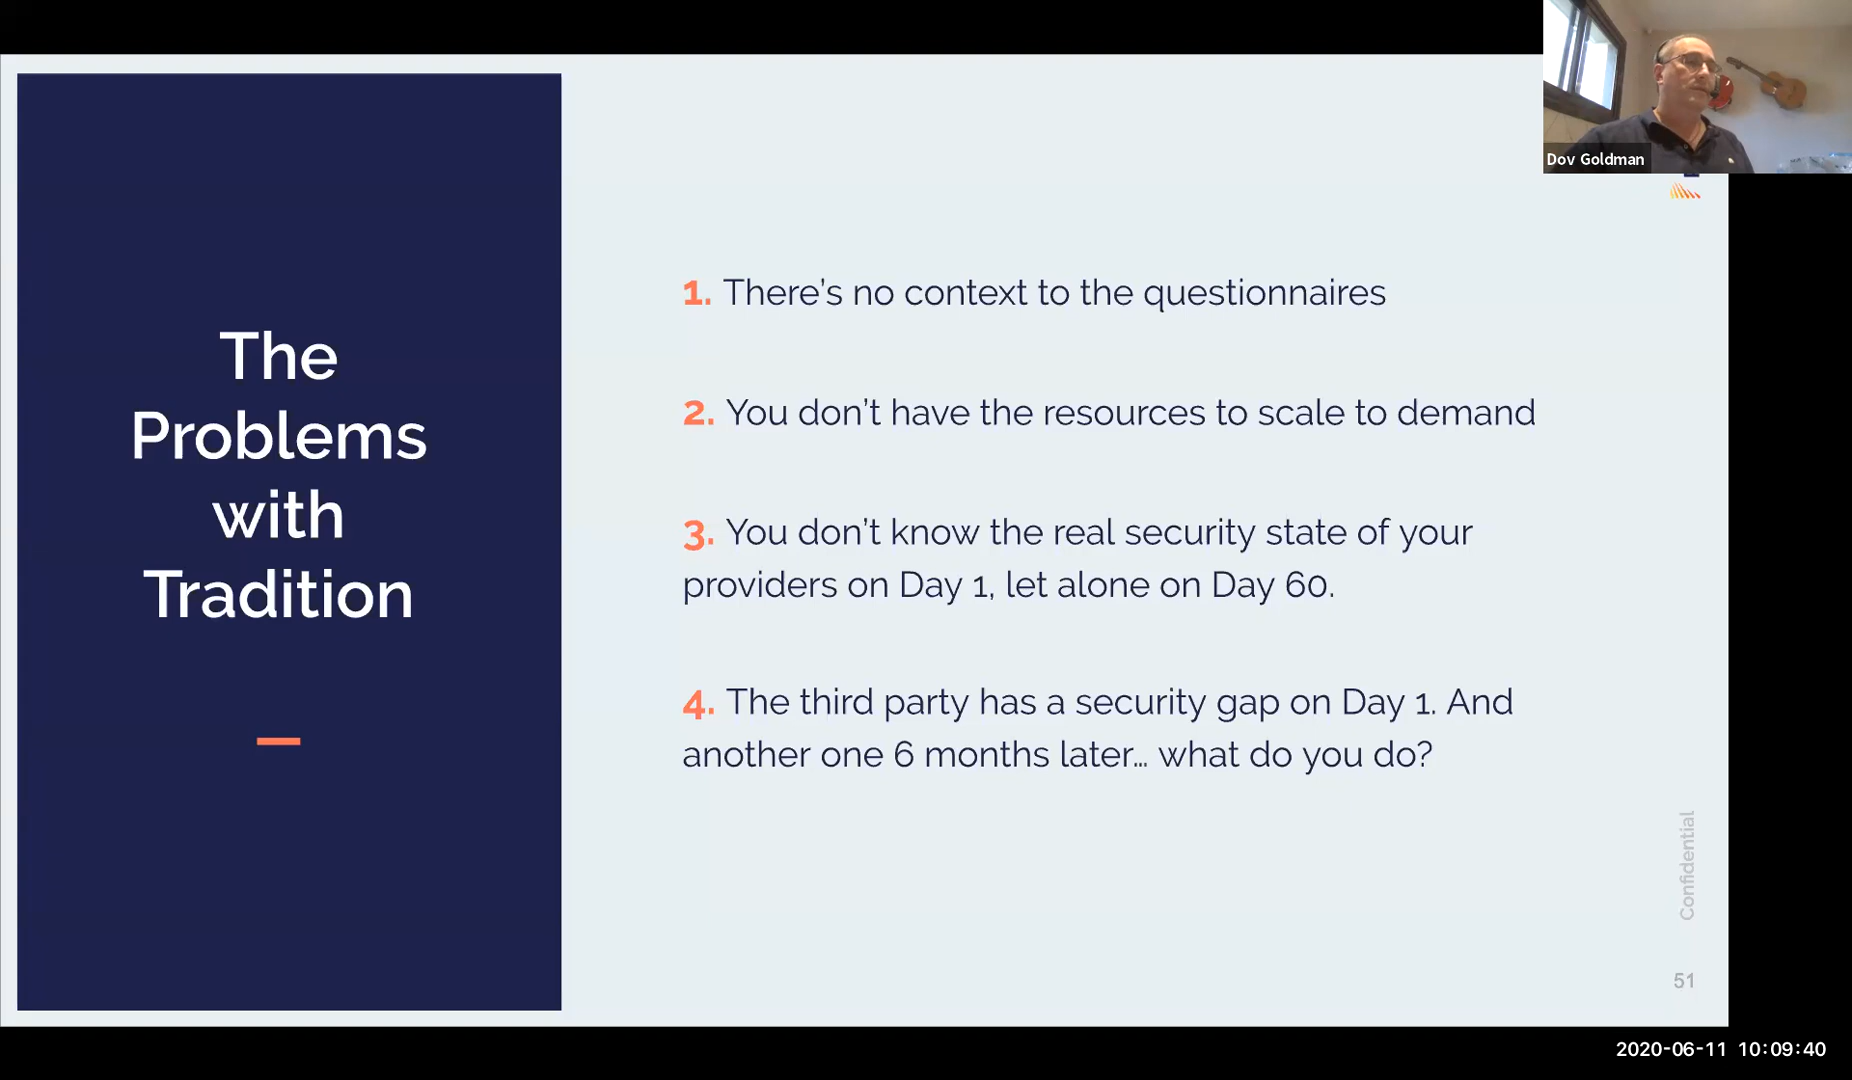 Dov Goldman
The
Problems
with
Tradition
1. There's no context to the questionnaires
2. You don't have the resources to scale to demand
3. You don't know the real security state of your
providers on Day 1, let alone on Day 60.
4. The third party has a security gap on Day 1. And
another one 6 months later... what do you do?
Confidential
51
2020-06-11 10:09:40